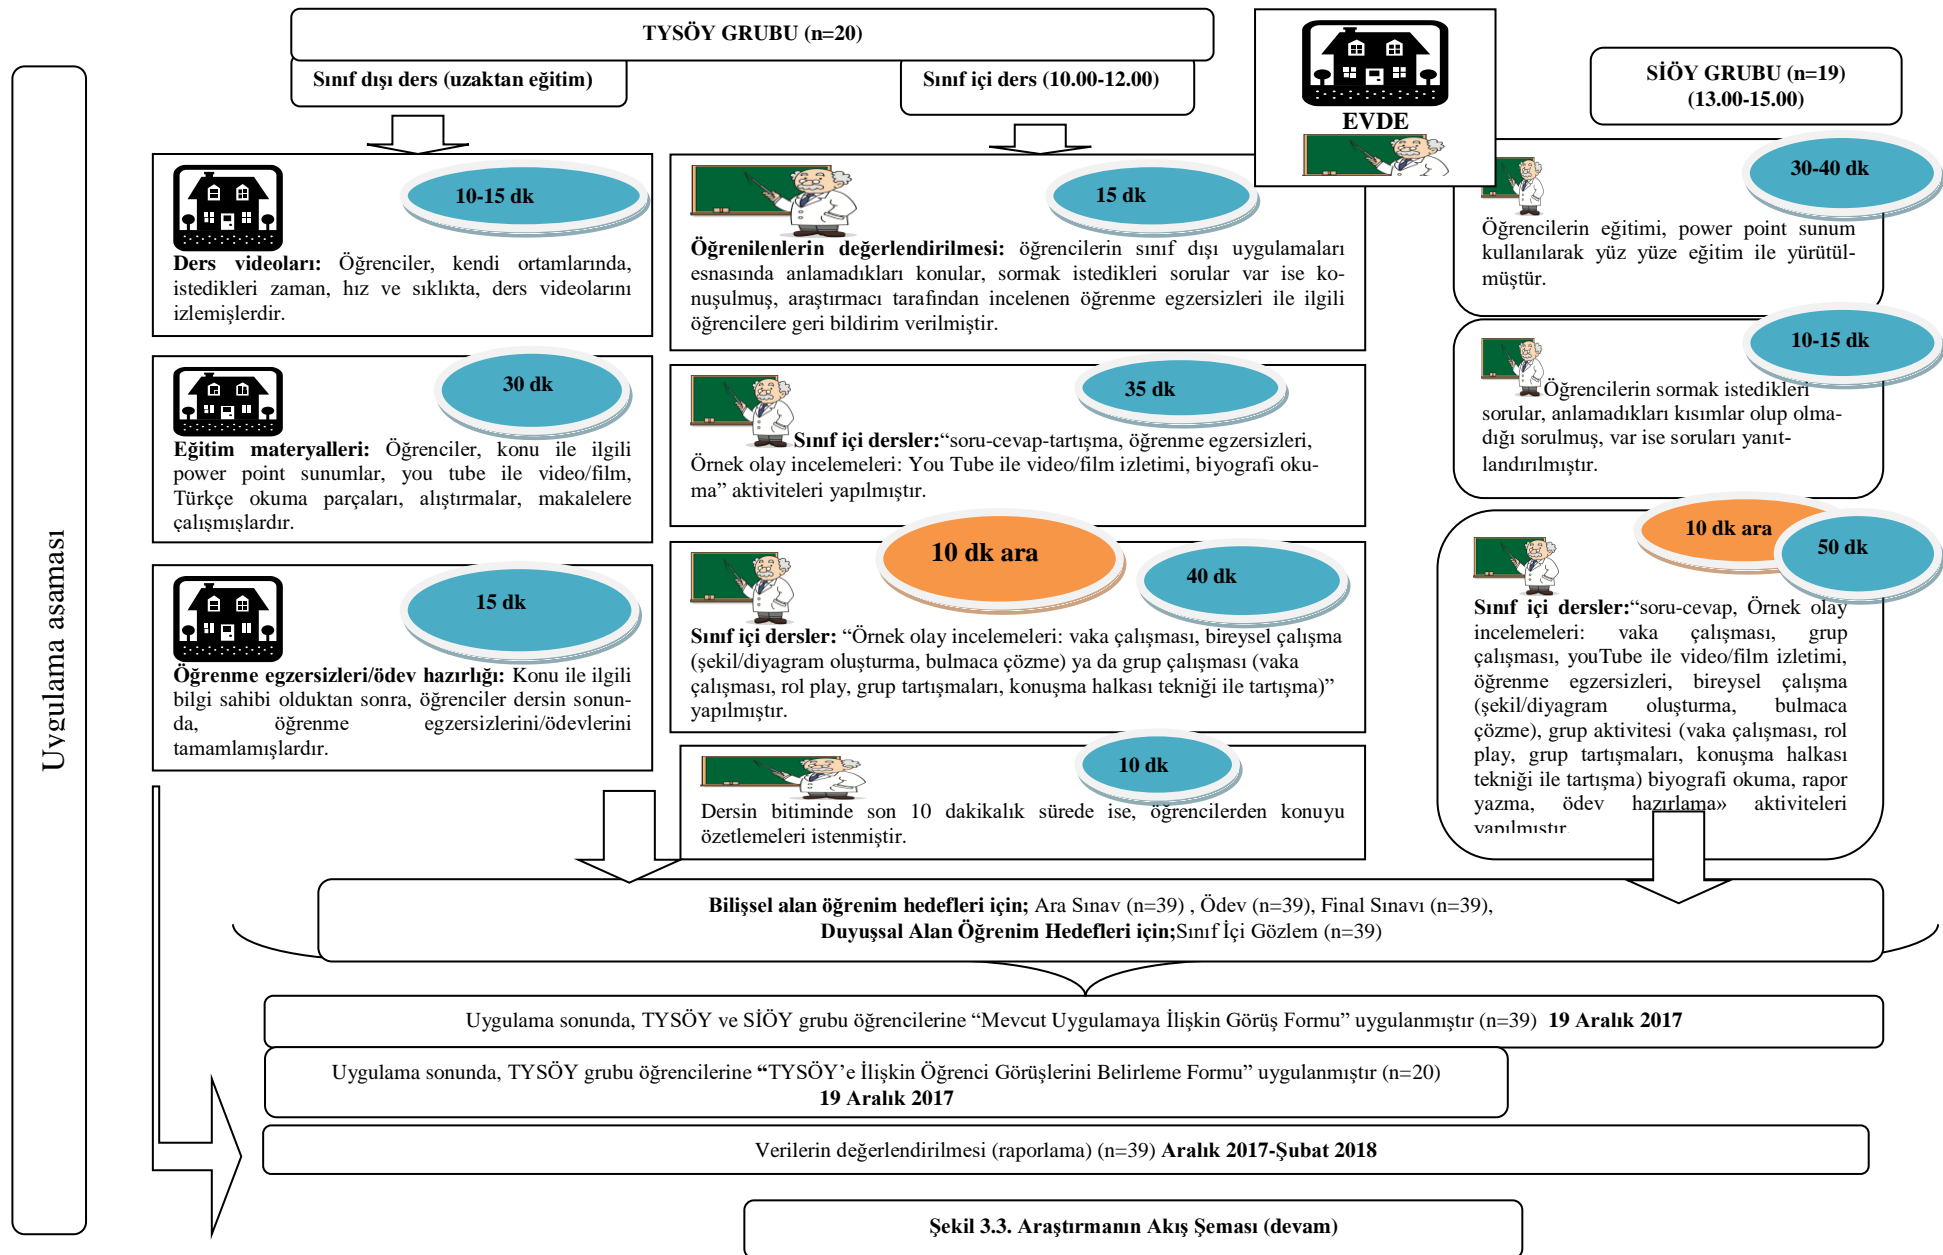 Uygulama asaması
TYSÖY GRUBU (n=20)
Sınıf dışı ders (uzaktan eğitim)
Sınıf içi ders (10.00-12.00)
EVDE
SİÖY GRUBU (n=19)
(13.00-15.00)
10-15 dk
Ders videoları: Öğrenciler, kendi ortamlarında,
istedikleri zaman, hız ve sıklıkta, ders videolarını
izlemişlerdir.
30 dk
Eğitim materyalleri: Öğrenciler, konu ile ilgili
power point sunumlar, you tube ile video/film,
Türkçe okuma parçaları, alıştırmalar, makalelere
çalışmışlardır.
15 dk
Öğrenme egzersizleri/ödev hazırlığı: Konu ile ilgili
bilgi sahibi olduktan sonra, öğrenciler dersin sonun-
da, öğrenme egzersizlerini/ödevlerini
tamamlamışlardır.
15 dk
Öğrenilenlerin değerlendirilmesi: öğrencilerin sınıf dışı uygulamaları
esnasında anlamadıkları konular, sormak istedikleri sorular var ise ko-
nuşulmuş, araştırmacı tarafından incelenen öğrenme egzersizleri ile ilgili
öğrencilere geri bildirim verilmiştir.
35 dk
Sınıf içi dersler:“soru-cevap-tartışma, öğrenme egzersizleri,
Örnek olay incelemeleri: You Tube ile video/film izletimi, biyografi oku-
ma” aktiviteleri yapılmıştır.
10 dk ara
40 dk
Sınıf içi dersler: “Örnek olay incelemeleri: vaka çalışması, bireysel çalışma
(şekil/diyagram oluşturma, bulmaca çözme) ya da grup çalışması (vaka
çalışması, rol play, grup tartışmaları, konuşma halkası tekniği ile tartışma)”
yapılmıştır.
10 dk
Dersin bitiminde son 10 dakikalık sürede ise, öğrencilerden konuyu
özetlemeleri istenmiştir.
30-40 dk
Öğrencilerin eğitimi, power point sunum
kullanılarak yüz yüze eğitim ile yürütül-
müştür.
10-15 dk
Öğrencilerin sormak istedikleri
sorular, anlamadıkları kısımlar olup olma-
dığı sorulmuş, var ise soruları yanıt-
landırılmıştır.
10 dk ara
50 dk
Sınıf içi dersler:“soru-cevap, Örnek olay
incelemeleri: vaka çalışması, grup
çalışması, youTube ile video/film izletimi,
öğrenme egzersizleri, bireysel çalışma
(şekil/diyagram oluşturma, bulmaca
çözme), grup aktivitesi (vaka çalışması, rol
play, grup tartışmaları, konuşma halkası
tekniği ile tartışma) biyografi okuma, rapor
yazma, ödev hazırlama» aktiviteleri
yapılmıştır.
Bilişsel alan öğrenim hedefleri için; Ara Sınav (n=39) , Ödev (n=39), Final Sınavı (n=39),
Duyuşsal Alan Öğrenim Hedefleri için;Sınıf İçi Gözlem (n=39)
Uygulama sonunda, TYSÖY ve SİÖY grubu öğrencilerine “Mevcut Uygulamaya İlişkin Görüş Formu” uygulanmıştır (n=39) 19 Aralık 2017
Uygulama sonunda, TYSÖY grubu öğrencilerine “TYSÖY’e İlişkin Öğrenci Görüşlerini Belirleme Formu” uygulanmıştır (n=20)
19 Aralık 2017
Verilerin değerlendirilmesi (raporlama) (n=39) Aralık 2017-Şubat 2018
Şekil 3.3. Araştırmanın Akış Şeması (devam)